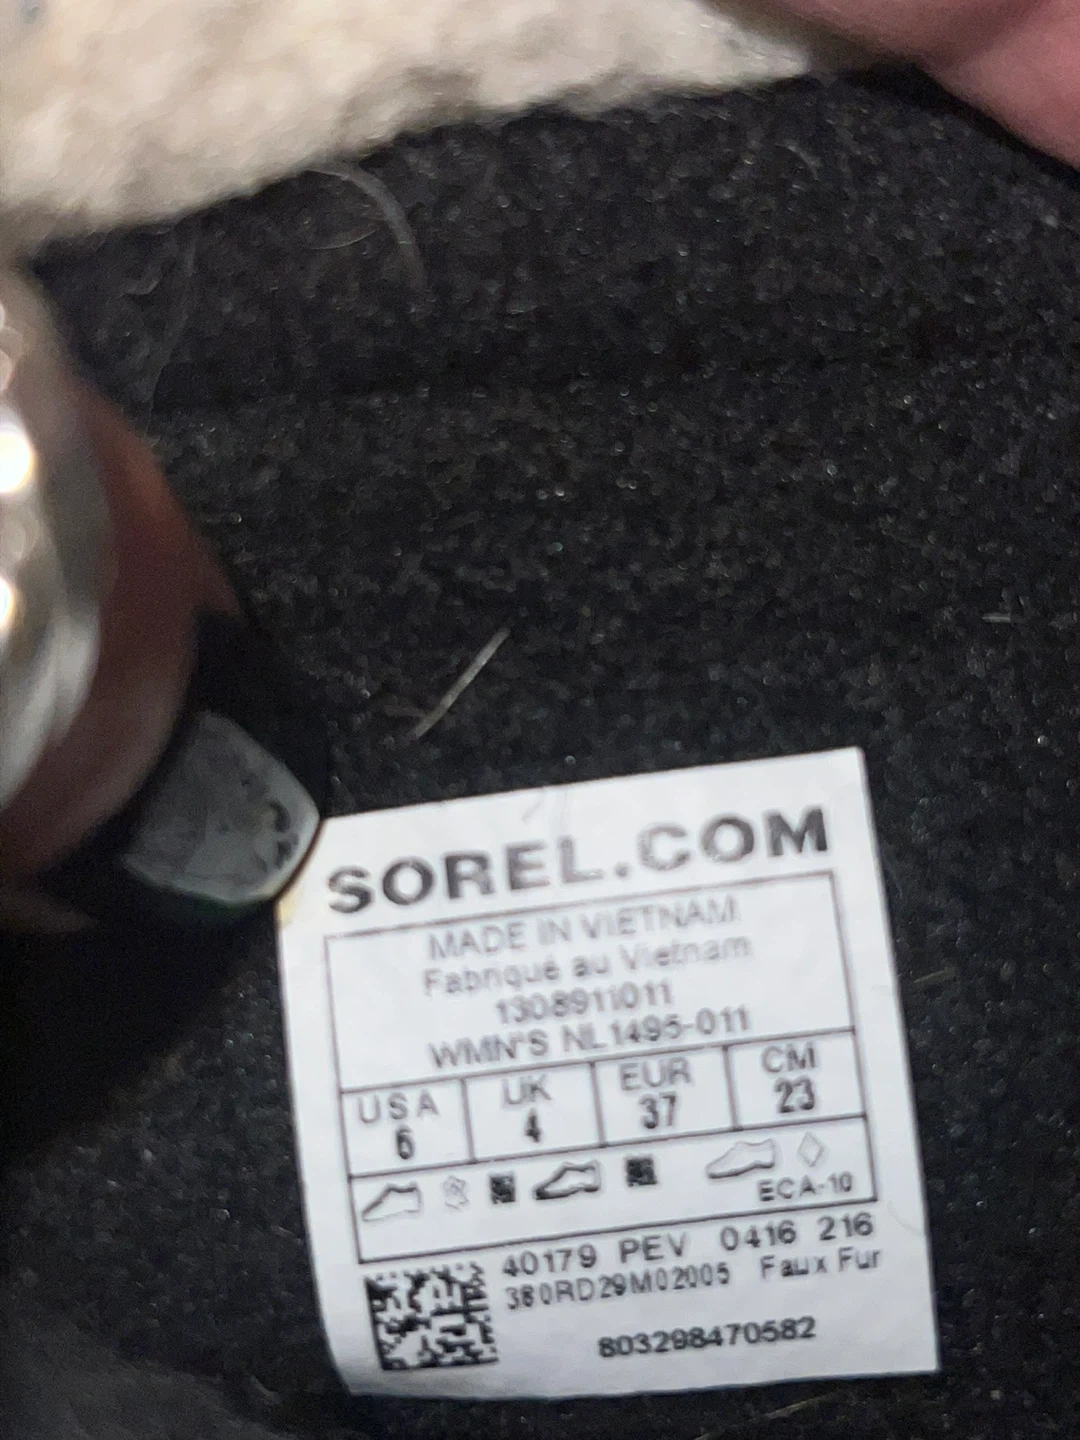 SOREL.COM
MADE IN VIETNAM
Fabriqué au Vietnam
1308911011
WMN'S NL1495-011
USA UK EUR CM
6 4 37 23
ECA-10
40179 PEV 0416 216
380RD29M02005 Faux Fur
803298470582